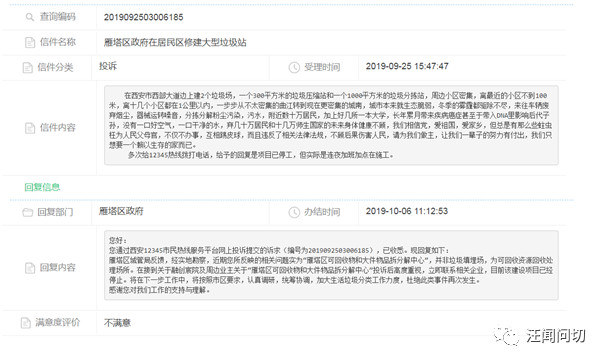 查询编码 2019092503006185
信件名称 雁塔区政府在居民区修建大型垃圾站
信件分类 投诉 受理时间 2019-09-25 15:47:47
在西安市西部大道边上建2个垃圾场，一个300平方米的垃圾压缩站和一个1000平方米的垃圾分拣站，周边小区密集，离最近的小区不到100
米，离十几个小区都在1公里以内，一步步从不太密集的曲江转到现在更密集的城南，城市本来就生态脆弱，冬季的雾霾都驱除不尽，来往车辆废
弃烟尘，器械运转噪音，分拣分解粉尘污染，污水，附近数十万居民，加上好几所一本大学，长年累月带来疾病癌症甚至于带入DNA里影响后代子
孙，没有一口好空气，一口干净的水，弃几十万居民和十几万师生国家的未来身体健康不顾，我们相信党，爱祖国，爱家乡，但总是有那么些蛀虫
枉为人民父母官，不仅不办事，互相踢皮球，而且违反了相关法律法规，不顾后果伤害人民，请为我们做主，让我们一辈子的努力有付出，我们只
信件内容
想要一个赖以生存的家而已。
多次给12345热线拨打电话，给予的回复是项目已停工，但实际是连夜加班加点在施工。
回复信息
回复部门 雁塔区政府 办结时间 2019-10-06 11:12:53
您好：
您通过西安12345市民热线服务平台网上投诉提交的诉求（编号为2019092503006185），已收悉。现回复如下：
雁塔区城管局反馈，经实地勘察，近期您所反映的相关问题实为“雁塔区可回收物和大件物品拆分解中心”，并非垃圾填埋场，为可回收资源回收处
回复内容
理场所。在接到关于融创宸院及周边业主关于“雁塔区可回收物和大件物品拆分解中心”投诉后高度重视，立即联系相关企业，目前该建设项目已经
停止。将在下一步工作中，将按照市区要求，认真调研，统筹协调，加大生活垃圾分类工作力度，杜绝此类事件再次发生。
感谢您对我们工作的支持与理解。
满意度评价 不满意
汪闻问切